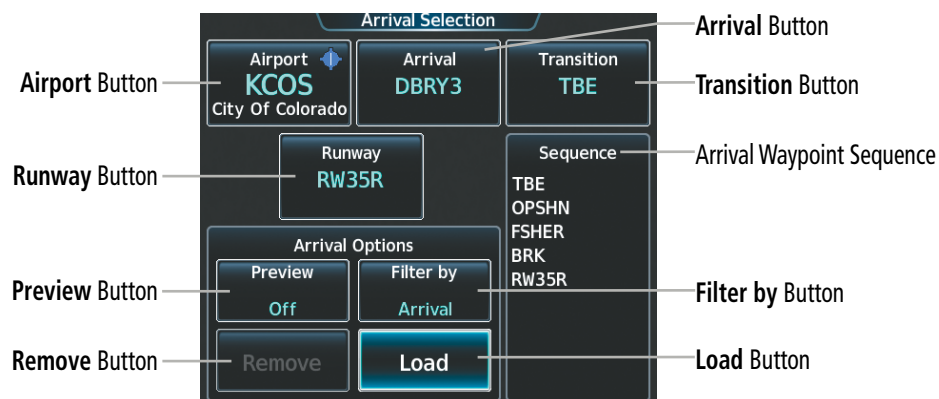 Arrival Selection
Arrival Button
Airport
KCOS
City Of Colorado
Arrival
DBRY3
Transition
TBE
Airport Button
Transition Button
Runway
RW35R
Runway Button
Sequence
TBE
OPSHN
FSHER
BRK
RW35R
Arrival Waypoint Sequence
Arrival Options
Preview
Off
Filter by
Arrival
Preview Button
Filter by Button
Remove
Load
Remove Button
Load Button